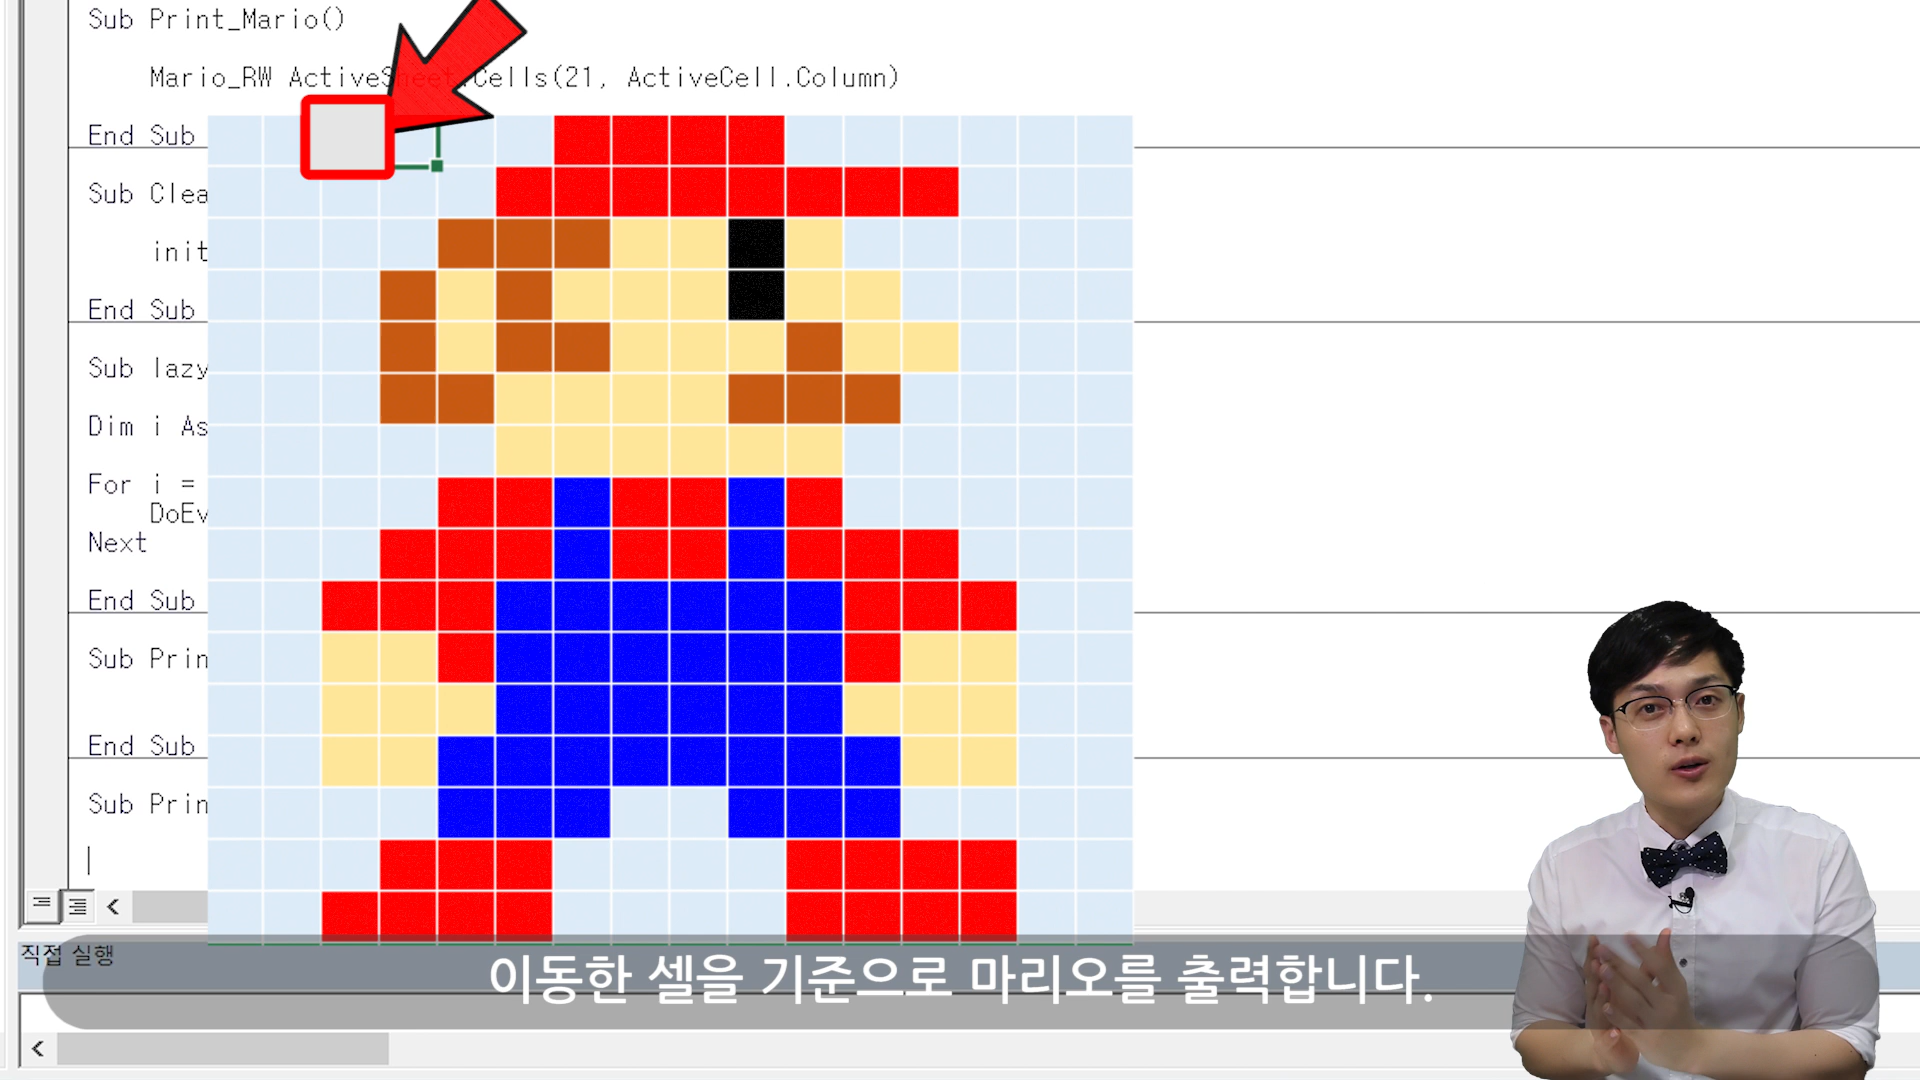 Sub Print_Mario()
Mario_RW ActiveSheet.Cells(21, ActiveCell.Column)
End Sub
Sub Clea
init
End Sub
Sub lazy
Dim i As
For i =
DoEv
Next
End Sub
Sub Prin
End Sub
Sub Prin
직접 실행
이동한 셀을 기준으로 마리오를 출력합니다.